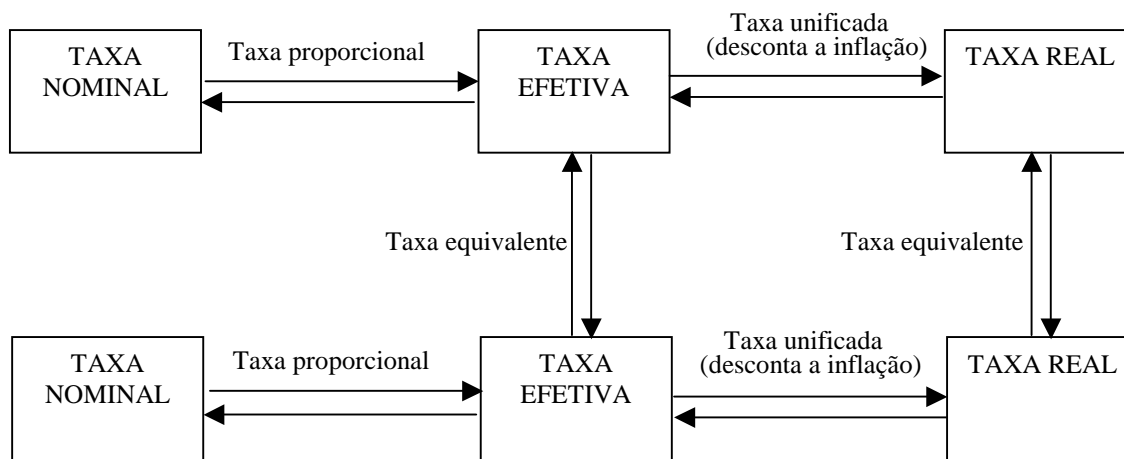 TAXA
NOMINAL
Taxa proporcional
TAXA
EFETIVA
Taxa unificada
(desconta a inflação)
TAXA REAL
Taxa equivalente
Taxa equivalente
TAXA
NOMINAL
Taxa proporcional
TAXA
EFETIVA
Taxa unificada
(desconta a inflação)
TAXA REAL